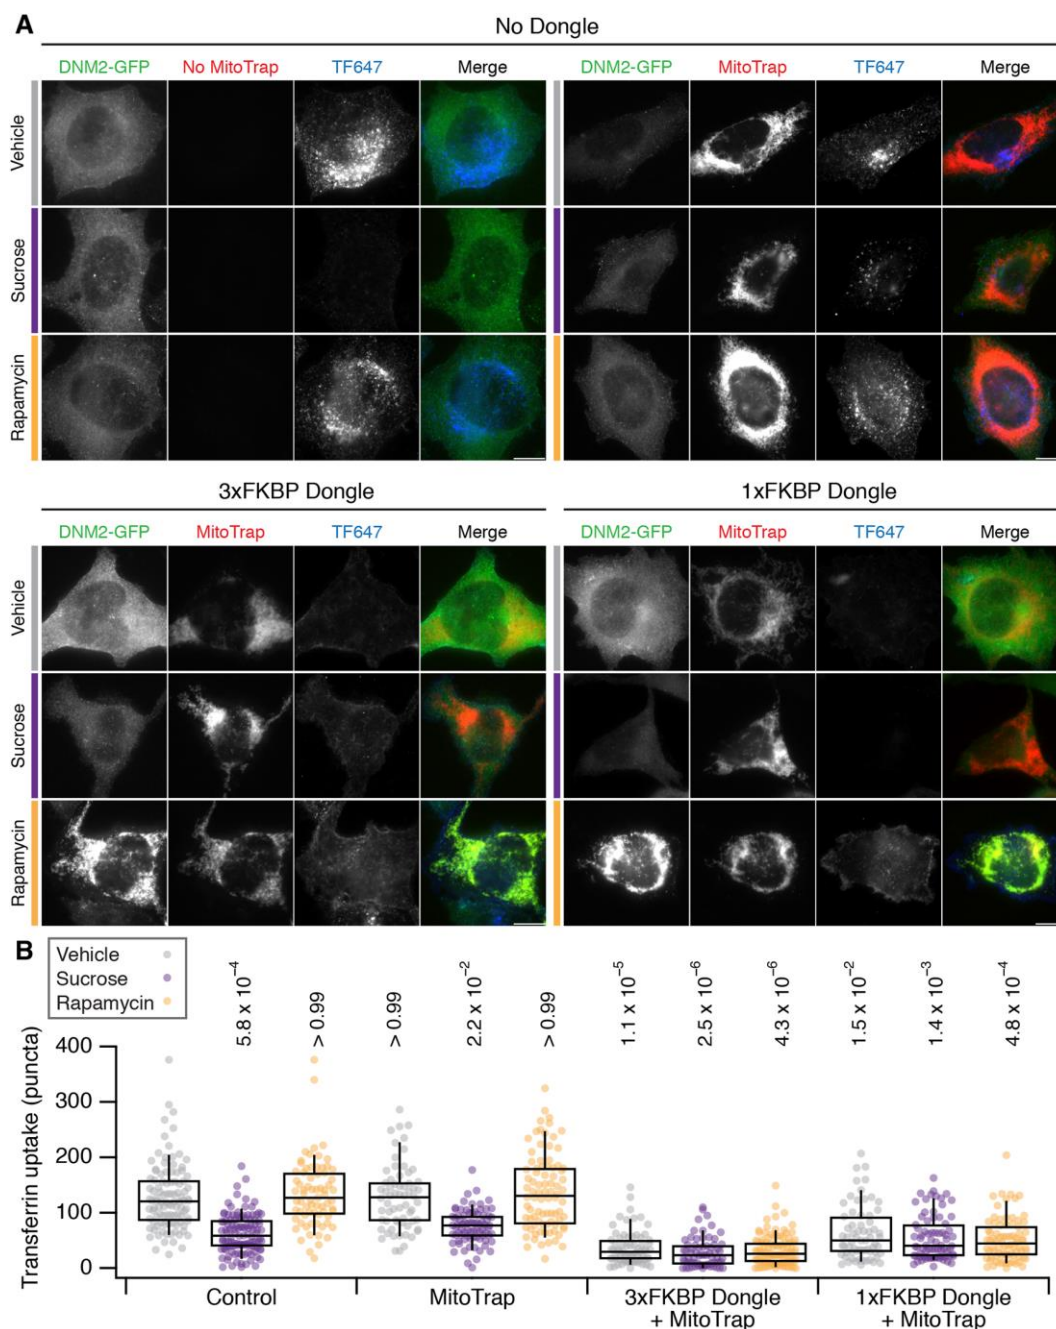 A
No Dongle
DNM2-GFP No MitoTrap TF647 Merge DNM2-GFP MitoTrap TF647 Merge
Vehicle
Sucrose
Rapamycin
3xFKBP Dongle 1xFKBP Dongle
DNM2-GFP MitoTrap TF647 Merge DNM2-GFP MitoTrap TF647 Merge
Vehicle
Sucrose
Rapamycin
B
Vehicle
Sucrose
Rapamycin
5.8 x 10⁻⁴
> 0.99
> 0.99
2.2 x 10⁻²
> 0.99
1.1 x 10⁻⁵
2.5 x 10⁻⁶
4.3 x 10⁻⁶
1.5 x 10⁻²
1.4 x 10⁻³
4.8 x 10⁻⁴
Transferrin uptake (puncta)
400
300
200
100
0
Control MitoTrap 3xFKBP Dongle 1xFKBP Dongle
+ MitoTrap + MitoTrap